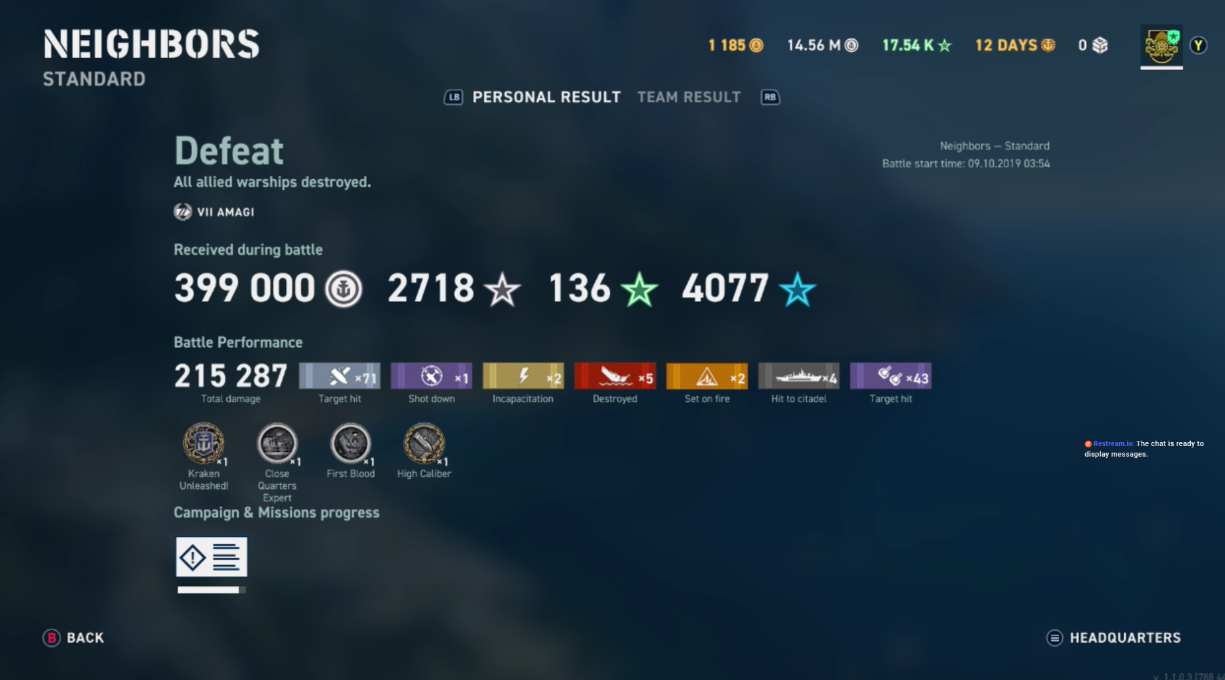 NEIGHBORS
STANDARD
1 185 14.56 M 17.54 K 12 DAYS 0 Y
LB PERSONAL RESULT TEAM RESULT RB
Defeat
All allied warships destroyed.
Neighbors — Standard
Battle start time: 09.10.2019 03:54
VII AMAGI
Received during battle
399 000 2718 136 4077
Battle Performance
215 287 ×71 ×1 ×2 ×5 ×2 ×4 ×43
Total damage Target hit Shot down Incapacitation Destroyed Set on fire Hit to citadel Target hit
×1 ×1 ×1 ×1
Kraken Unleashed!
Close Quarters Expert
First Blood
High Caliber
Restream.io: The chat is ready to
display messages.
Campaign & Missions progress
B BACK
HEADQUARTERS